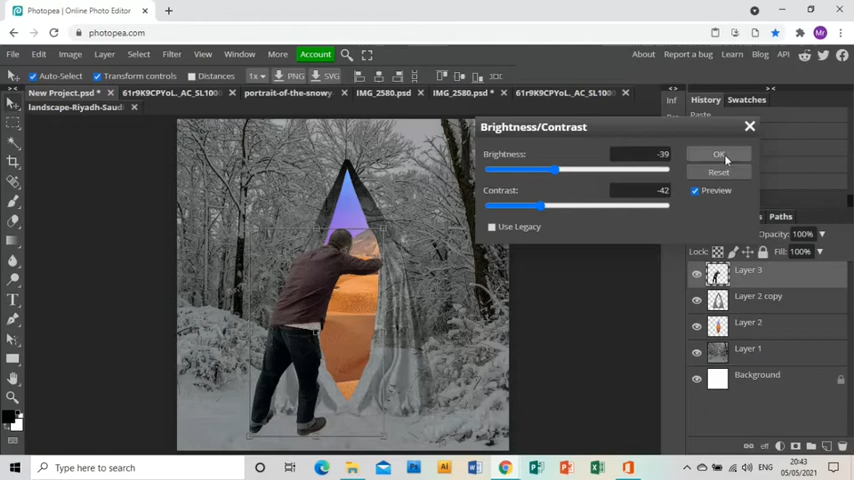 Photopea | Online Photo Editor
photopea.com
File Edit Image Layer Select Filter View Window More Account About Report a bug Learn Blog API
Auto-Select Transform controls Distances 1x PNG SVG
New Project.psd * 61r9K9CPYoL._AC_SL1000 portrait-of-the-snowy IMG_2580.psd IMG_2580.psd * 61r9K9CPYoL._AC_SL1000
landscape-Riyadh-Saudi
Inf History Swatches
Paste
Brightness/Contrast
Brightness: -39 OK
Reset
Contrast: -42 Preview
Use Legacy
Paths
Opacity: 100%
Lock: Fill: 100%
Layer 3
Layer 2 copy
Layer 2
Layer 1
Background
eff
Type here to search
ENG 20:43
05/05/2021